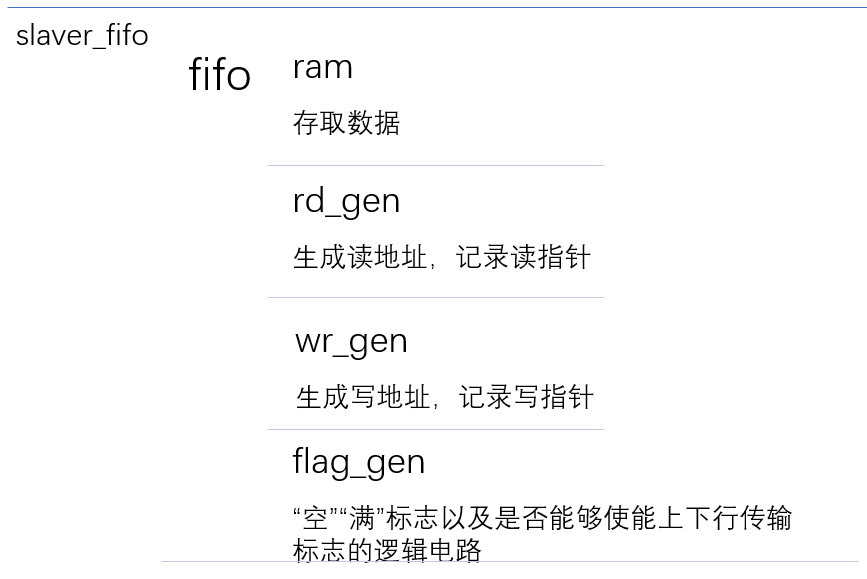 slaver_fifo
fifo
ram
存取数据
rd_gen
生成读地址，记录读指针
wr_gen
生成写地址，记录写指针
flag_gen
“空”“满”标志以及是否能够使能上下行传输
标志的逻辑电路